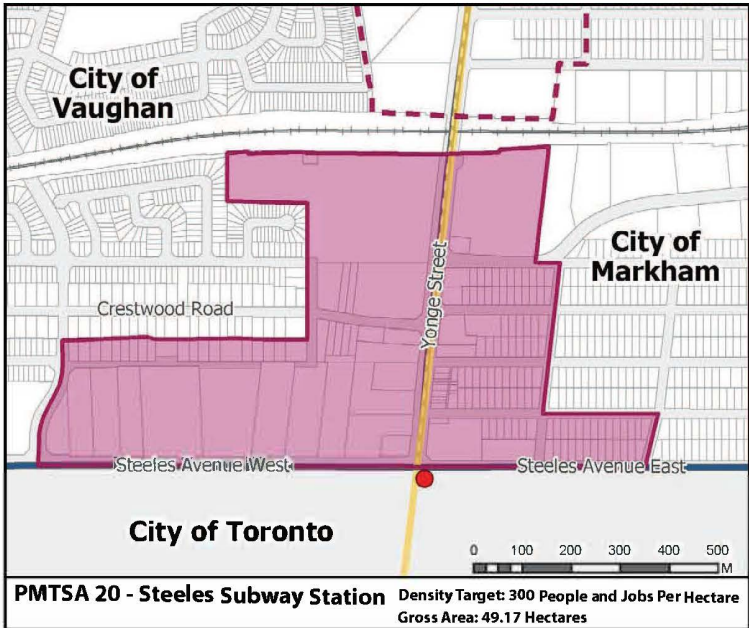 City of
Vaughan
City of
Markham
Yonge Street
Crestwood Road
Steeles Avenue West
Steeles Avenue East
City of Toronto
0 100 200 300 400 500
M
PMTSA 20 - Steeles Subway Station
Density Target: 300 People and Jobs Per Hectare
Gross Area: 49.17 Hectares